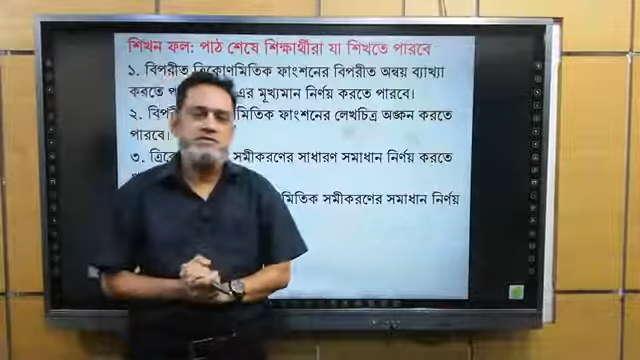 শিখন ফল: পাঠ শেষে শিক্ষার্থীরা যা শিখতে পারবে
১. বিপরীত ত্রিকোণমিতিক ফাংশনের বিপরীত অন্বয় ব্যাখ্যা
করতে এর মূখ্যমান নির্ণয় করতে পারবে।
২. মিতিক ফাংশনের লেখচিত্র অঙ্কন করতে
পারবে।
৩. সমীকরণের সাধারণ সমাধান নির্ণয় করতে
মিতিক সমীকরণের সমাধান নির্ণয়